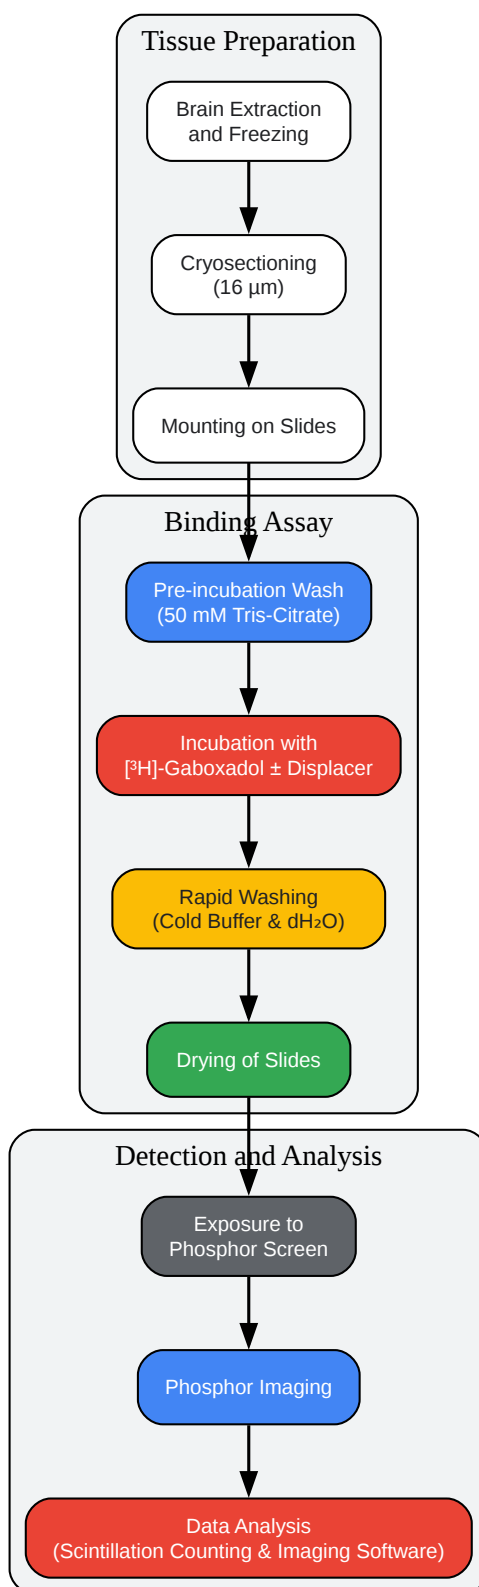 Tissue Preparation
Brain Extraction
and Freezing
Cryosectioning
(16 µm)
Mounting on Slides
Binding Assay
Pre-incubation Wash
(50 mM Tris-Citrate)
Incubation with
[³H]-Gaboxadol ± Displacer
Rapid Washing
(Cold Buffer & dH₂O)
Drying of Slides
Detection and Analysis
Exposure to
Phosphor Screen
Phosphor Imaging
Data Analysis
(Scintillation Counting & Imaging Software)